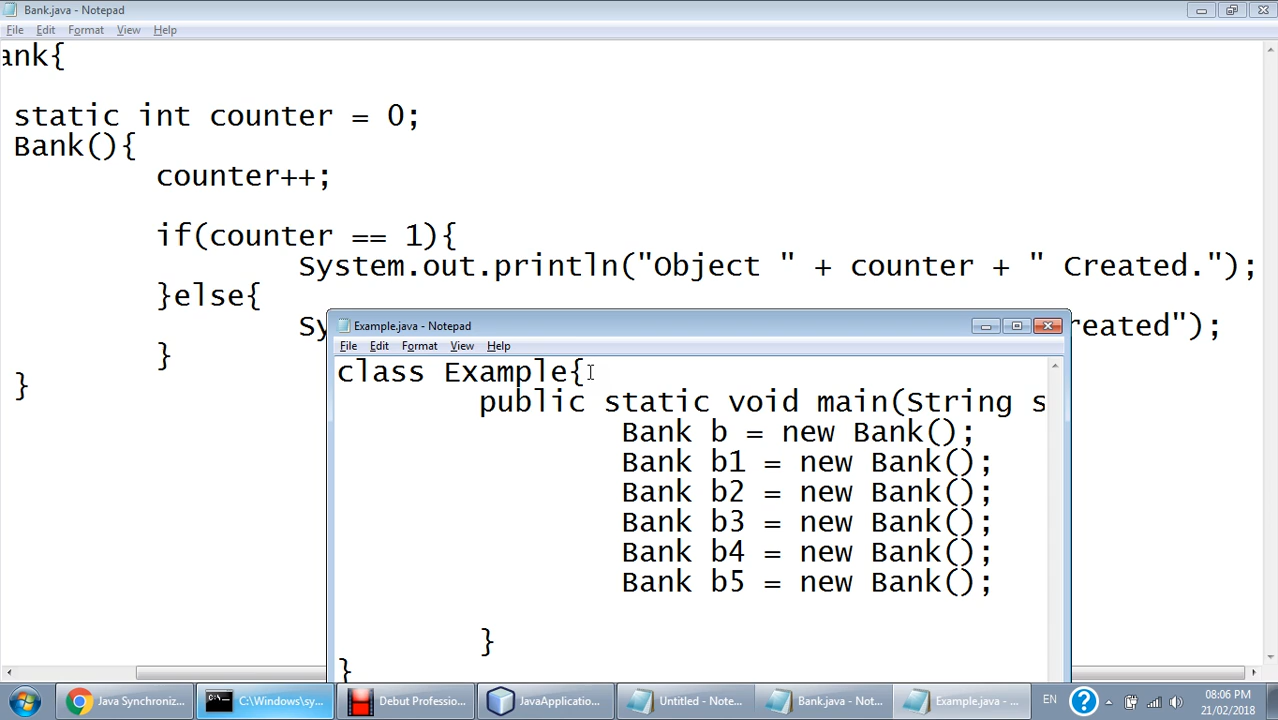 Bank.java - Notepad
File Edit Format View Help
ank{
static int counter = 0;
Bank(){
counter++;
if(counter == 1){
System.out.println("Object " + counter + " Created.");
}else{
Sy
reated");
}
}
Example.java - Notepad
File Edit Format View Help
class Example{
public static void main(String s
Bank b = new Bank();
Bank b1 = new Bank();
Bank b2 = new Bank();
Bank b3 = new Bank();
Bank b4 = new Bank();
Bank b5 = new Bank();
}
}
Java Synchroniz...
C:\Windows\sy...
Debut Professio...
JavaApplicatio...
Untitled - Note...
Bank.java - Not...
Example.java - ...
EN
08:06 PM
21/02/2018